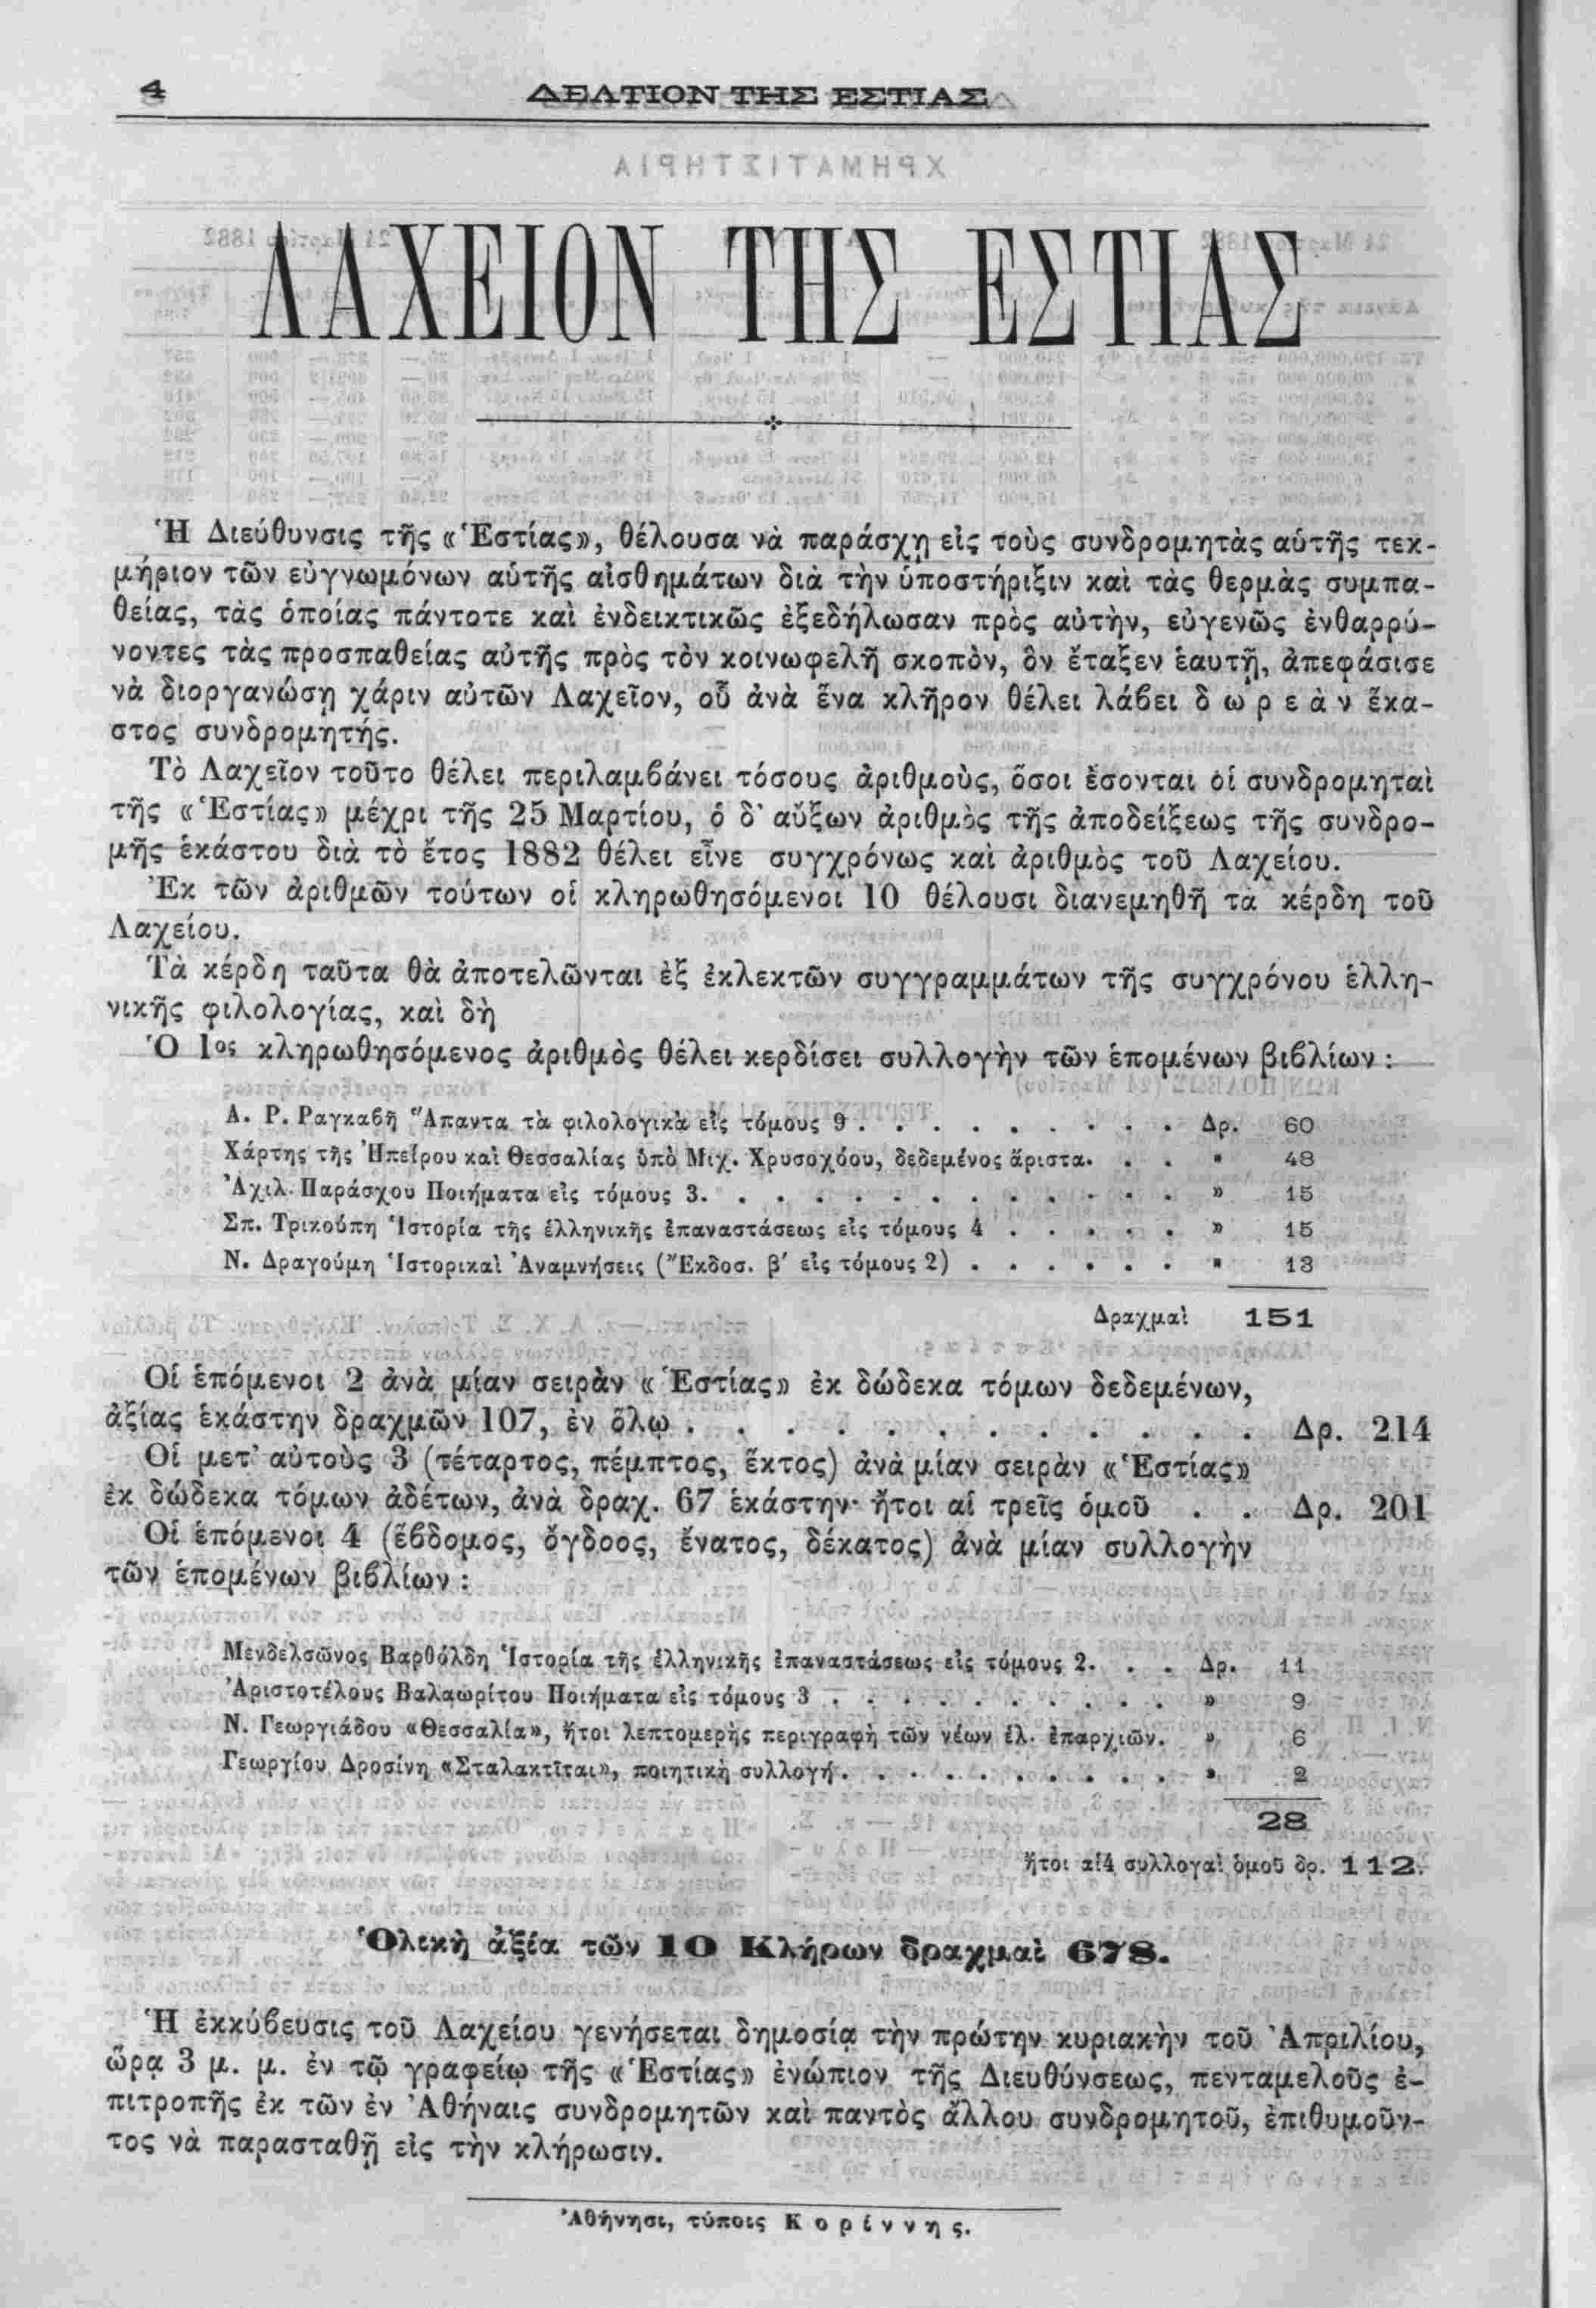 4
ΔΕΛΤΙΟΝ ΤΗΣ ΕΣΤΙΑΣ
ΛΑΧΕΙΟΝ ΤΗΣ ΕΣΤΙΑΣ
Ἡ Διεύθυνσις τῆς «Ἑστίας», θέλουσα νὰ παράσχῃ εἰς τοὺς συνδρομητὰς αὑτῆς τεκ-
μήριον τῶν εὐγνωμόνων αὑτῆς αἰσθημάτων διὰ τὴν ὑποστήριξιν καὶ τὰς θερμὰς συμπα-
θείας, τὰς ὁποίας πάντοτε καὶ ἐνδεικτικῶς ἐξεδήλωσαν πρὸς αὐτὴν, εὐγενῶς ἐνθαρρύ-
νοντες τὰς προσπαθείας αὐτῆς πρὸς τὸν κοινωφελῆ σκοπὸν, ὃν ἔταξεν ἑαυτῇ, ἀπεφάσισε
νὰ διοργανώσῃ χάριν αὐτῶν Λαχεῖον, οὗ ἀνὰ ἕνα κλῆρον θέλει λάβει δ ω ρ ε ὰ ν ἕκα-
στος συνδρομητής.
Τὸ Λαχεῖον τοῦτο θέλει περιλαμβάνει τόσους ἀριθμοὺς, ὅσοι ἔσονται οἱ συνδρομηταὶ
τῆς «Ἑστίας» μέχρι τῆς 25 Μαρτίου, ὁ δ' αὔξων ἀριθμὸς τῆς ἀποδείξεως τῆς συνδρο-
μῆς ἑκάστου διὰ τὸ ἔτος 1882 θέλει εἶνε συγχρόνως καὶ ἀριθμὸς τοῦ Λαχείου.
Ἐκ τῶν ἀριθμῶν τούτων οἱ κληρωθησόμενοι 10 θέλουσι διανεμηθῆ τὰ κέρδη τοῦ
Λαχείου.
Τὰ κέρδη ταῦτα θὰ ἀποτελῶνται ἐξ ἐκλεκτῶν συγγραμμάτων τῆς συγχρόνου ἑλλη-
νικῆς φιλολογίας, καὶ δὴ
Ὁ 1ος κληρωθησόμενος ἀριθμὸς θέλει κερδίσει συλλογὴν τῶν ἑπομένων βιβλίων:
Α. Ρ. Ραγκαβῆ Ἅπαντα τὰ φιλολογικὰ εἰς τόμους 9 . . . . . . . . . Δρ. 60
Χάρτης τῆς Ἠπείρου καὶ Θεσσαλίας ὑπὸ Μιχ. Χρυσοχόου, δεδεμένος ἄριστα. . . » 48
Ἀχιλ. Παράσχου Ποιήματα εἰς τόμους 3. . . . . . . . . . . . . » 15
Σπ. Τρικούπη Ἱστορία τῆς ἑλληνικῆς ἐπαναστάσεως εἰς τόμους 4 . . . . . » 15
Ν. Δραγούμη Ἱστορικαὶ Ἀναμνήσεις (Ἔκδοσ. β' εἰς τόμους 2) . . . . . . » 13
Δραχμαὶ 151
Οἱ ἑπόμενοι 2 ἀνὰ μίαν σειρὰν «Ἑστίας» ἐκ δώδεκα τόμων δεδεμένων,
ἀξίας ἑκάστην δραχμῶν 107, ἐν ὅλῳ . . . . . . . . . . . . Δρ. 214
Οἱ μετ' αὐτοὺς 3 (τέταρτος, πέμπτος, ἕκτος) ἀνὰ μίαν σειρὰν «Ἑστίας»
ἐκ δώδεκα τόμων ἀδέτων, ἀνὰ δραχ. 67 ἑκάστην· ἤτοι αἱ τρεῖς ὁμοῦ . . Δρ. 201
Οἱ ἑπόμενοι 4 (ἕβδομος, ὄγδοος, ἔνατος, δέκατος) ἀνὰ μίαν συλλογὴν
τῶν ἑπομένων βιβλίων:
Μενδελσῶνος Βαρθόλδη Ἱστορία τῆς ἑλληνικῆς ἐπαναστάσεως εἰς τόμους 2. . . Δρ. 11
Ἀριστοτέλους Βαλαωρίτου Ποιήματα εἰς τόμους 3 . . . . . . . . . . » 9
Ν. Γεωργιάδου «Θεσσαλία», ἤτοι λεπτομερὴς περιγραφὴ τῶν νέων ἑλ. ἐπαρχιῶν. » 6
Γεωργίου Δροσίνη «Σταλακτῖται», ποιητικὴ συλλογή. . . . . . . . . . » 2
28
ἤτοι αἱ 4 συλλογαὶ ὁμοῦ δρ. 112.
Ὁλικὴ ἀξία τῶν 10 Κλήρων δραχμαὶ 678.
Ἡ ἐκκύβευσις τοῦ Λαχείου γενήσεται δημοσίᾳ τὴν πρώτην κυριακὴν τοῦ Ἀπριλίου,
ὥρᾳ 3 μ. μ. ἐν τῷ γραφείῳ τῆς «Ἑστίας» ἐνώπιον τῆς Διευθύνσεως, πενταμελοῦς ἐ-
πιτροπῆς ἐκ τῶν ἐν Ἀθήναις συνδρομητῶν καὶ παντὸς ἄλλου συνδρομητοῦ, ἐπιθυμοῦν-
τος νὰ παρασταθῇ εἰς τὴν κλήρωσιν.
Ἀθήνησι, τύποις Κ ο ρ ί ν ν η ς.